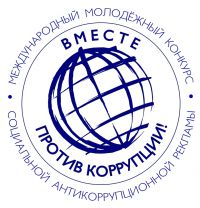 МЕЖДУНАРОДНЫЙ МОЛОДЁЖНЫЙ КОНКУРС
ВМЕСТЕ
ПРОТИВ КОРРУПЦИИ!
СОЦИАЛЬНОЙ АНТИКОРРУПЦИОННОЙ РЕКЛАМЫ